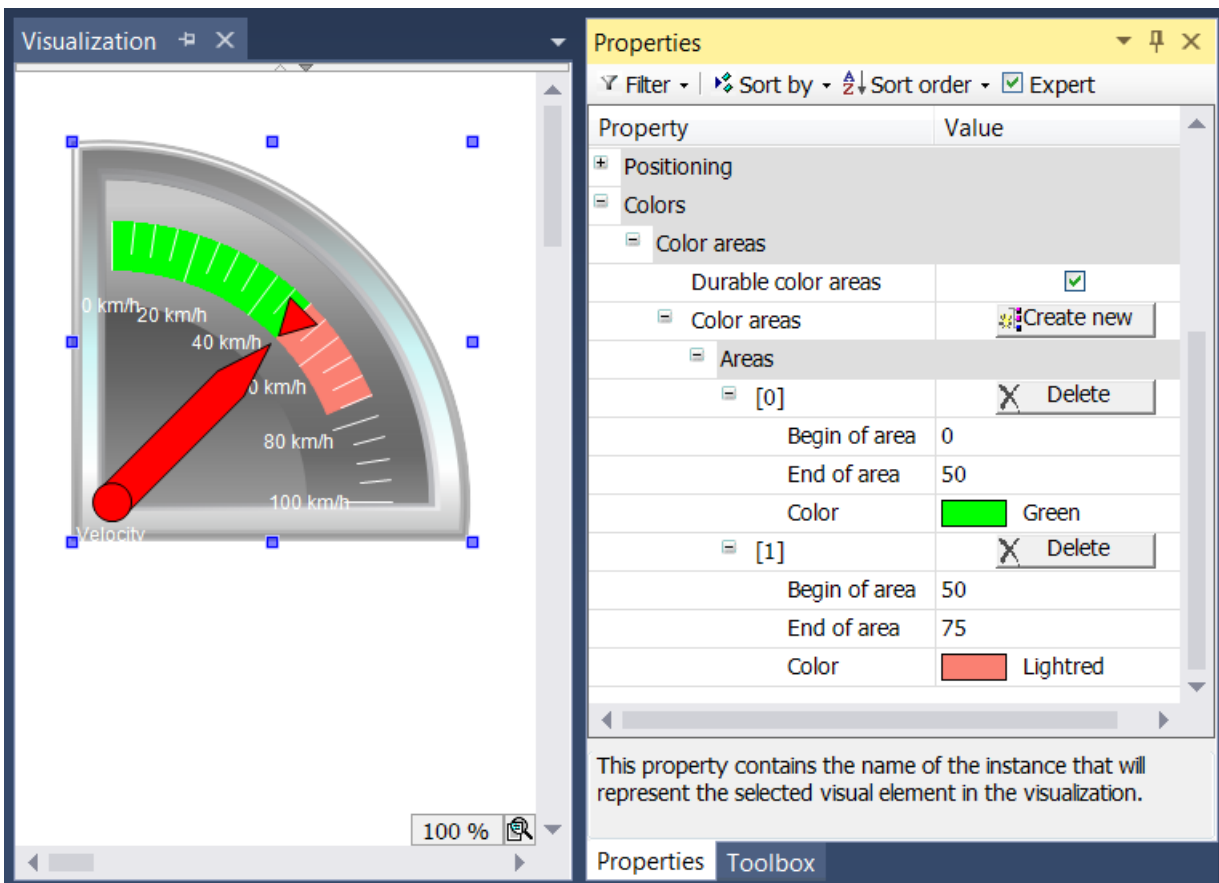 Visualization
0 km/h
20 km/h
40 km/h
0 km/h
80 km/h
100 km/h
Velocity
100 %
Properties
Filter Sort by Sort order Expert
Property Value
Positioning
Colors
Color areas
Durable color areas
Color areas Create new
Areas
[0] Delete
Begin of area 0
End of area 50
Color Green
[1] Delete
Begin of area 50
End of area 75
Color Lightred
This property contains the name of the instance that will
represent the selected visual element in the visualization.
Properties Toolbox